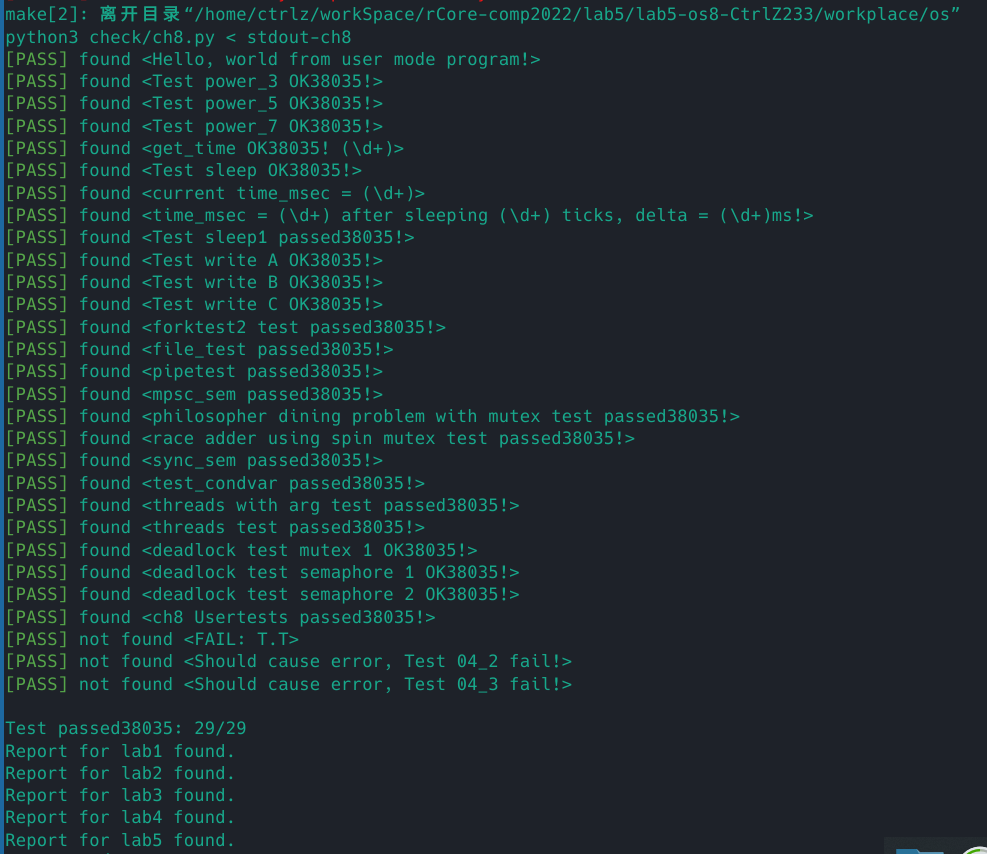 make[2]: 离开目录“/home/ctrlz/workSpace/rCore-comp2022/lab5/lab5-os8-CtrlZ233/workplace/os”
python3 check/ch8.py < stdout-ch8
[PASS] found <Hello, world from user mode program!>
[PASS] found <Test power_3 OK38035!>
[PASS] found <Test power_5 OK38035!>
[PASS] found <Test power_7 OK38035!>
[PASS] found <get_time OK38035! (\d+)>
[PASS] found <Test sleep OK38035!>
[PASS] found <current time_msec = (\d+)>
[PASS] found <time_msec = (\d+) after sleeping (\d+) ticks, delta = (\d+)ms!>
[PASS] found <Test sleep1 passed38035!>
[PASS] found <Test write A OK38035!>
[PASS] found <Test write B OK38035!>
[PASS] found <Test write C OK38035!>
[PASS] found <forktest2 test passed38035!>
[PASS] found <file_test passed38035!>
[PASS] found <pipetest passed38035!>
[PASS] found <mpsc_sem passed38035!>
[PASS] found <philosopher dining problem with mutex test passed38035!>
[PASS] found <race adder using spin mutex test passed38035!>
[PASS] found <sync_sem passed38035!>
[PASS] found <test_condvar passed38035!>
[PASS] found <threads with arg test passed38035!>
[PASS] found <threads test passed38035!>
[PASS] found <deadlock test mutex 1 OK38035!>
[PASS] found <deadlock test semaphore 1 OK38035!>
[PASS] found <deadlock test semaphore 2 OK38035!>
[PASS] found <ch8 Usertests passed38035!>
[PASS] not found <FAIL: T.T>
[PASS] not found <Should cause error, Test 04_2 fail!>
[PASS] not found <Should cause error, Test 04_3 fail!>
Test passed38035: 29/29
Report for lab1 found.
Report for lab2 found.
Report for lab3 found.
Report for lab4 found.
Report for lab5 found.